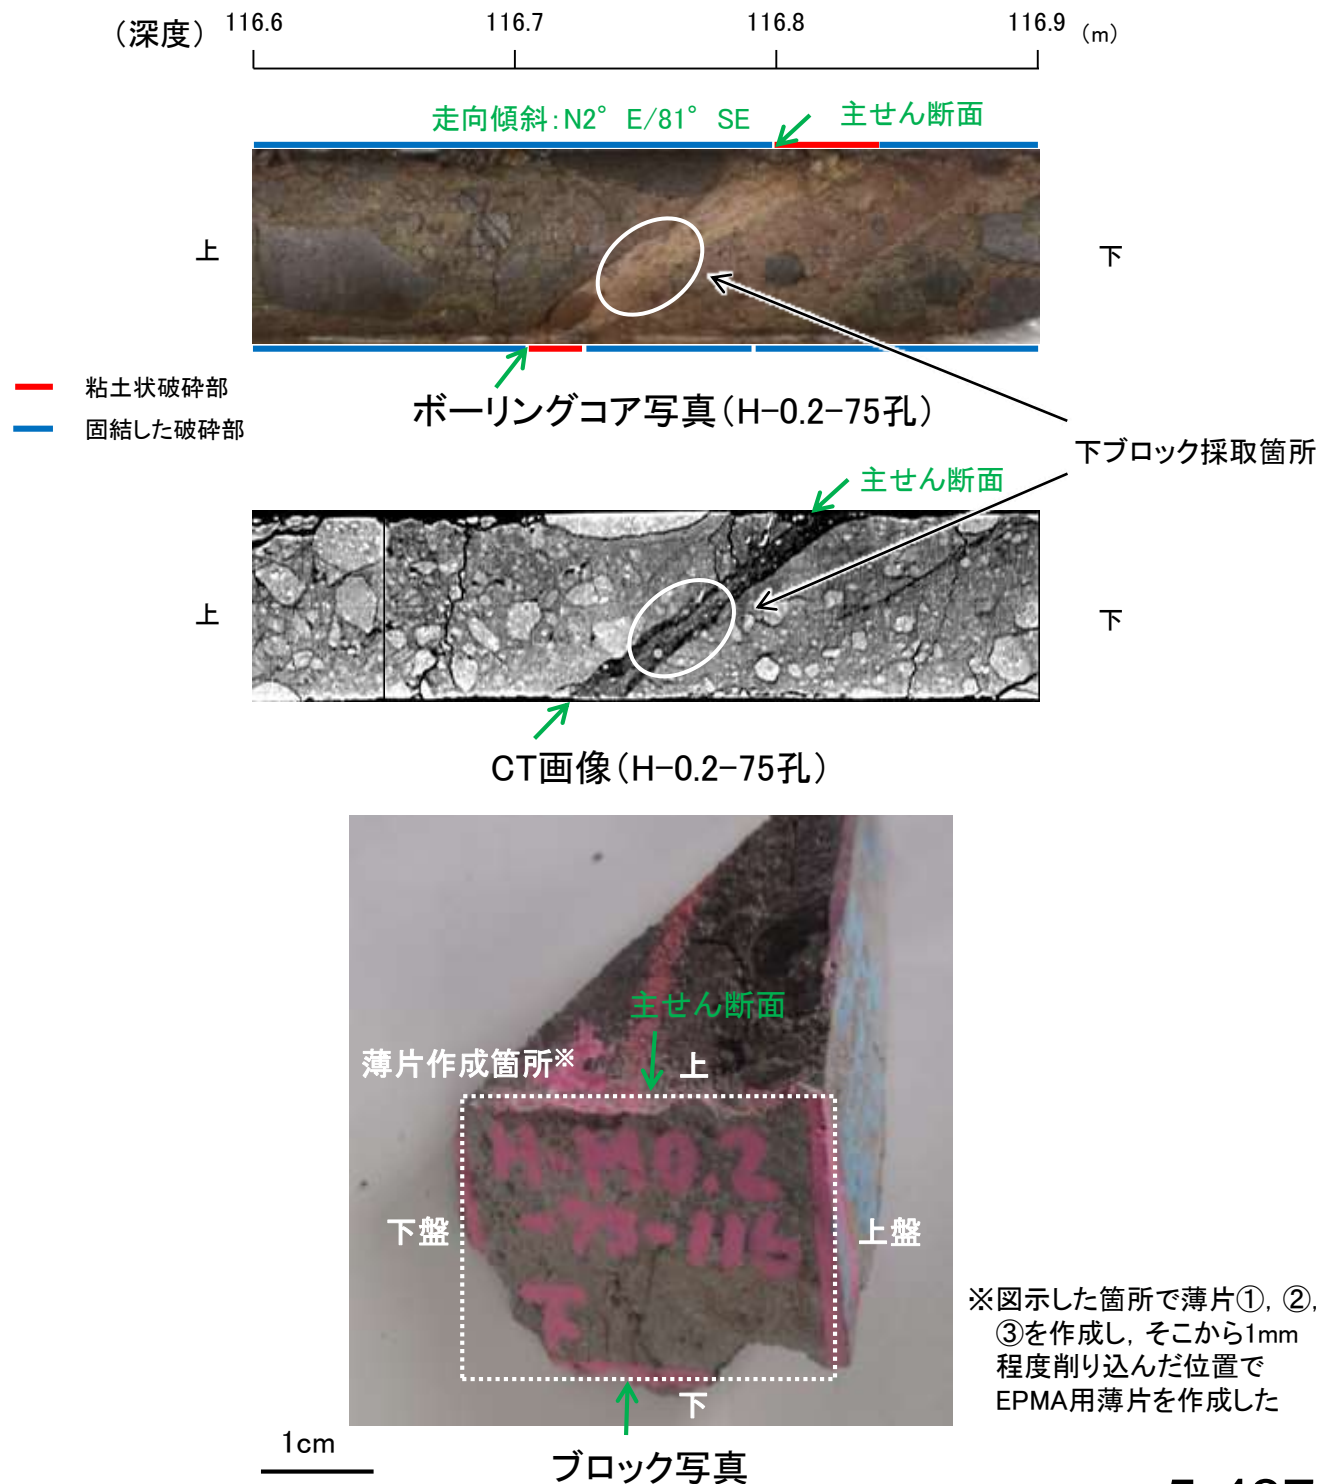 (深度)
116.6
116.7
116.8
116.9
(m)
走向傾斜:N2°E/81°SE
主せん断面
上
下
粘土状破砕部
固結した破砕部
ボーリングコア写真(H-0.2-75孔)
下ブロック採取箇所
主せん断面
上
下
CT画像(H-0.2-75孔)
主せん断面
薄片作成箇所※
上
H-M0.2
-75-116
下
下盤
上盤
下
※図示した箇所で薄片①,②,
③を作成し,そこから1mm
程度削り込んだ位置で
EPMA用薄片を作成した
1cm
ブロック写真